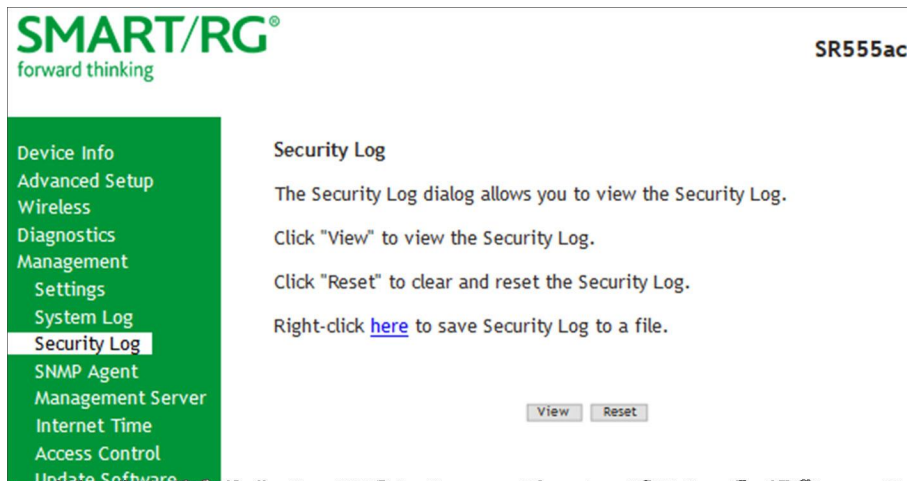 SMART/RG®
forward thinking
SR555ac
Device Info
Advanced Setup
Wireless
Diagnostics
Management
Settings
System Log
Security Log
SNMP Agent
Management Server
Internet Time
Access Control
Update Software
Security Log
The Security Log dialog allows you to view the Security Log.
Click "View" to view the Security Log.
Click "Reset" to clear and reset the Security Log.
Right-click here to save Security Log to a file.
View Reset